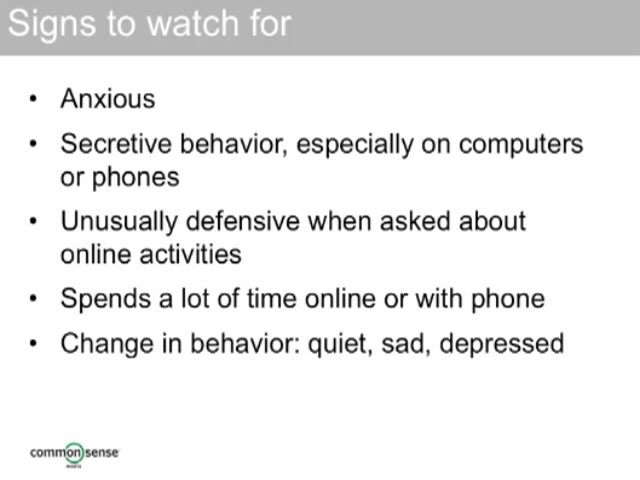 Signs to watch for
• Anxious
• Secretive behavior, especially on computers
or phones
• Unusually defensive when asked about
online activities
• Spends a lot of time online or with phone
• Change in behavior: quiet, sad, depressed
common sense
media